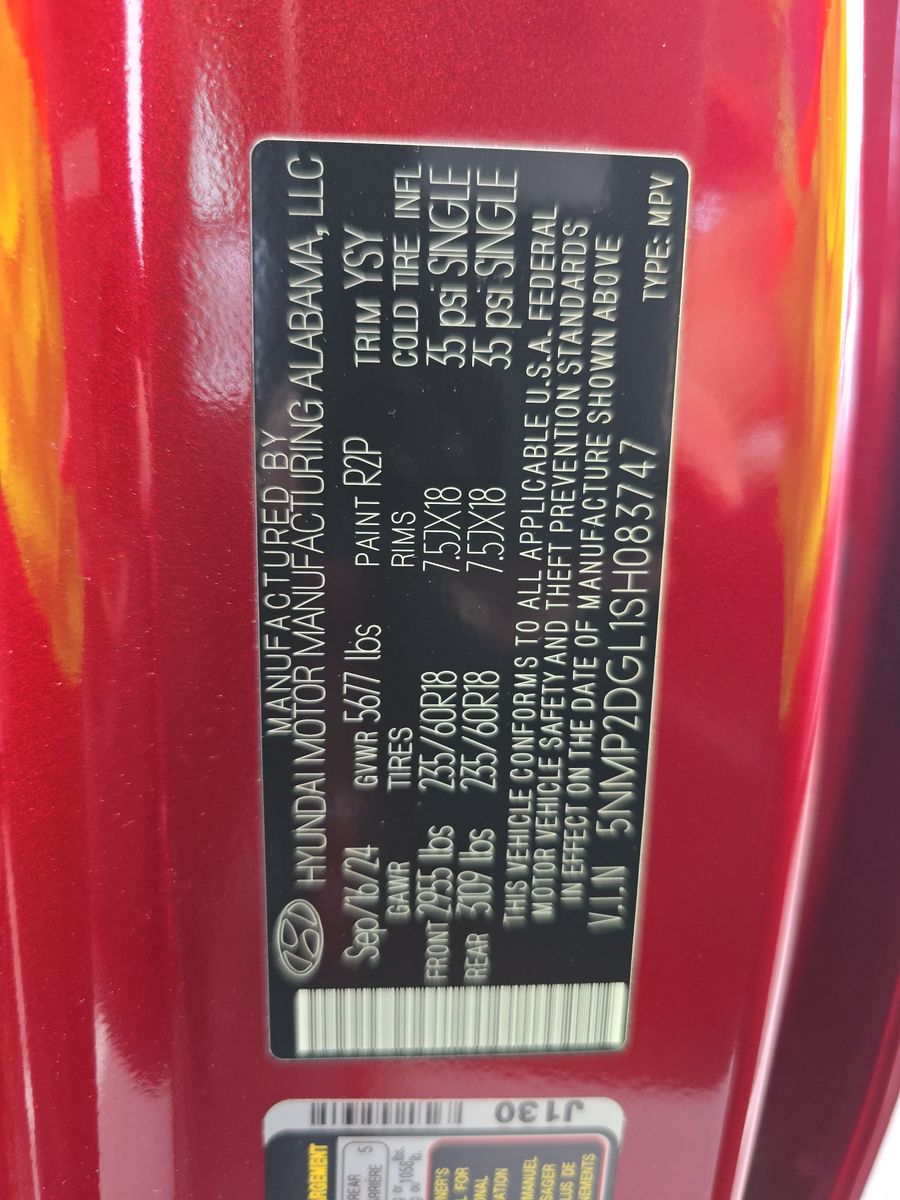 MANUFACTURED BY
HYUNDAI MOTOR MANUFACTURING ALABAMA, LLC
Sep/16/24 GVWR 5677 lbs PAINT R2P TRIM YSY
GAWR TIRES RIMS COLD TIRE INFL
FRONT 2955 lbs 235/60R18 7.5JX18 35 psi SINGLE
REAR 3109 lbs 235/60R18 7.5JX18 35 psi SINGLE
THIS VEHICLE CONFORMS TO ALL APPLICABLE U.S.A. FEDERAL
MOTOR VEHICLE SAFETY AND THEFT PREVENTION STANDARDS
IN EFFECT ON THE DATE OF MANUFACTURE SHOWN ABOVE
V.I.N 5NMP2DGL1SH083747
TYPE: MPV
J130
REAR 5